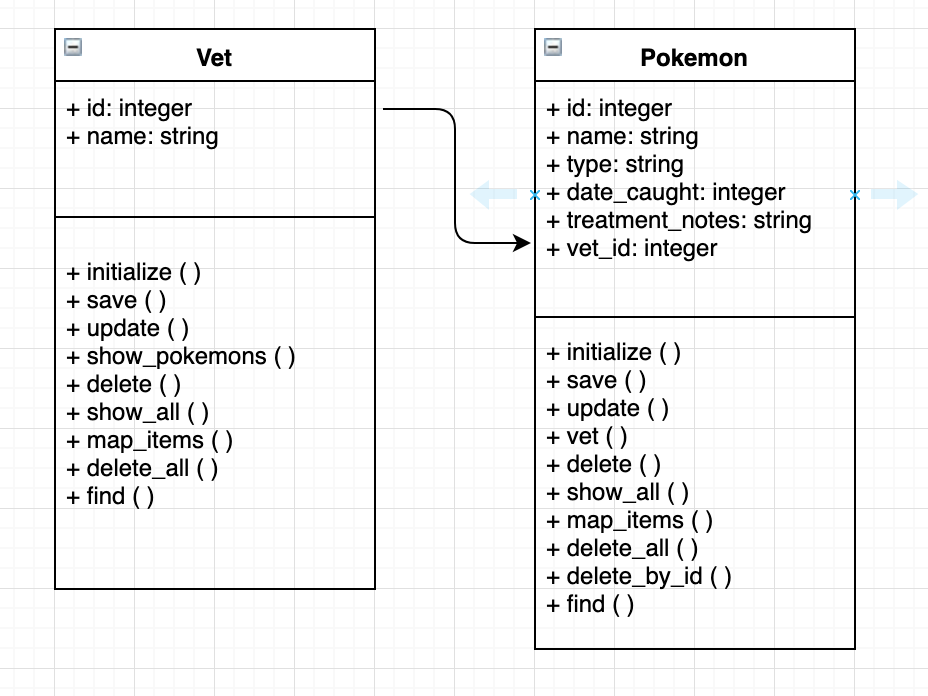 Vet
+ id: integer
+ name: string
+ initialize ( )
+ save ( )
+ update ( )
+ show_pokemons ( )
+ delete ( )
+ show_all ( )
+ map_items ( )
+ delete_all ( )
+ find ( )
Pokemon
+ id: integer
+ name: string
+ type: string
+ date_caught: integer
+ treatment_notes: string
+ vet_id: integer
+ initialize ( )
+ save ( )
+ update ( )
+ vet ( )
+ delete ( )
+ show_all ( )
+ map_items ( )
+ delete_all ( )
+ delete_by_id ( )
+ find ( )